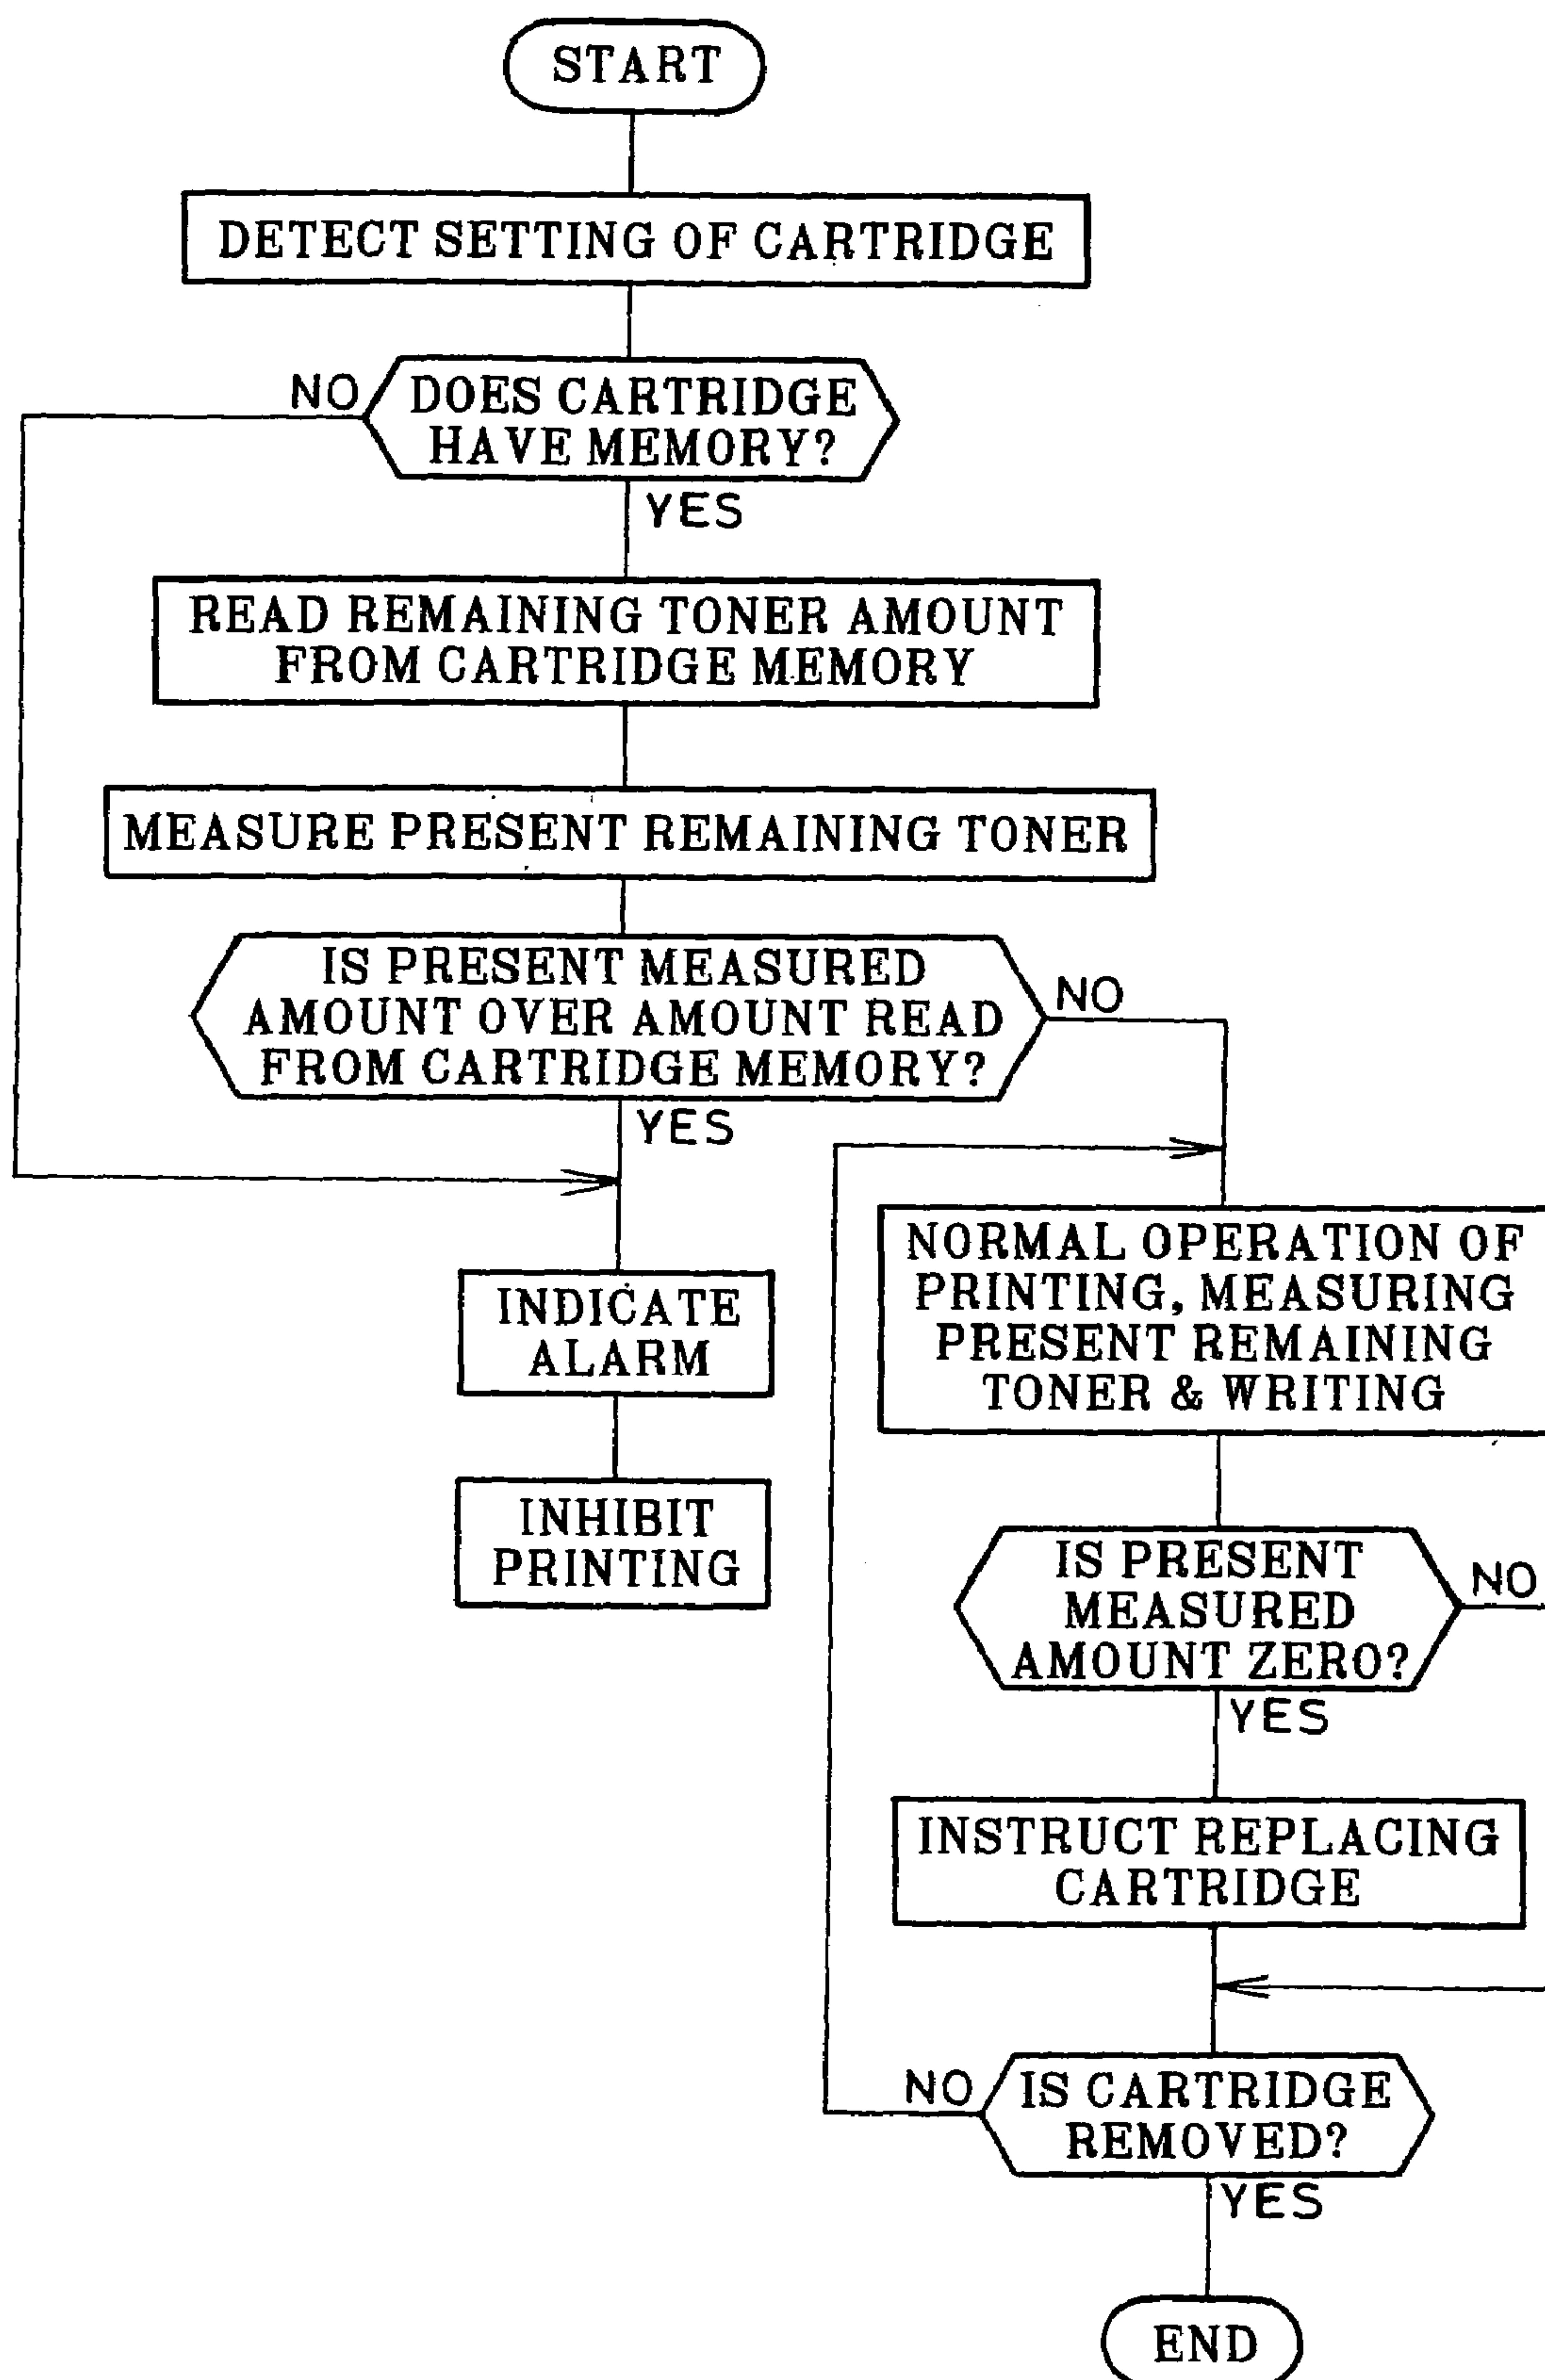 START
DETECT SETTING OF CARTRIDGE
NO
DOES CARTRIDGE
HAVE MEMORY?
YES
READ REMAINING TONER AMOUNT
FROM CARTRIDGE MEMORY
MEASURE PRESENT REMAINING TONER
IS PRESENT MEASURED
AMOUNT OVER AMOUNT READ
FROM CARTRIDGE MEMORY?
NO
YES
INDICATE
ALARM
INHIBIT
PRINTING
NORMAL OPERATION OF
PRINTING, MEASURING
PRESENT REMAINING
TONER & WRITING
IS PRESENT
MEASURED
AMOUNT ZERO?
NO
YES
INSTRUCT REPLACING
CARTRIDGE
NO
IS CARTRIDGE
REMOVED?
YES
END